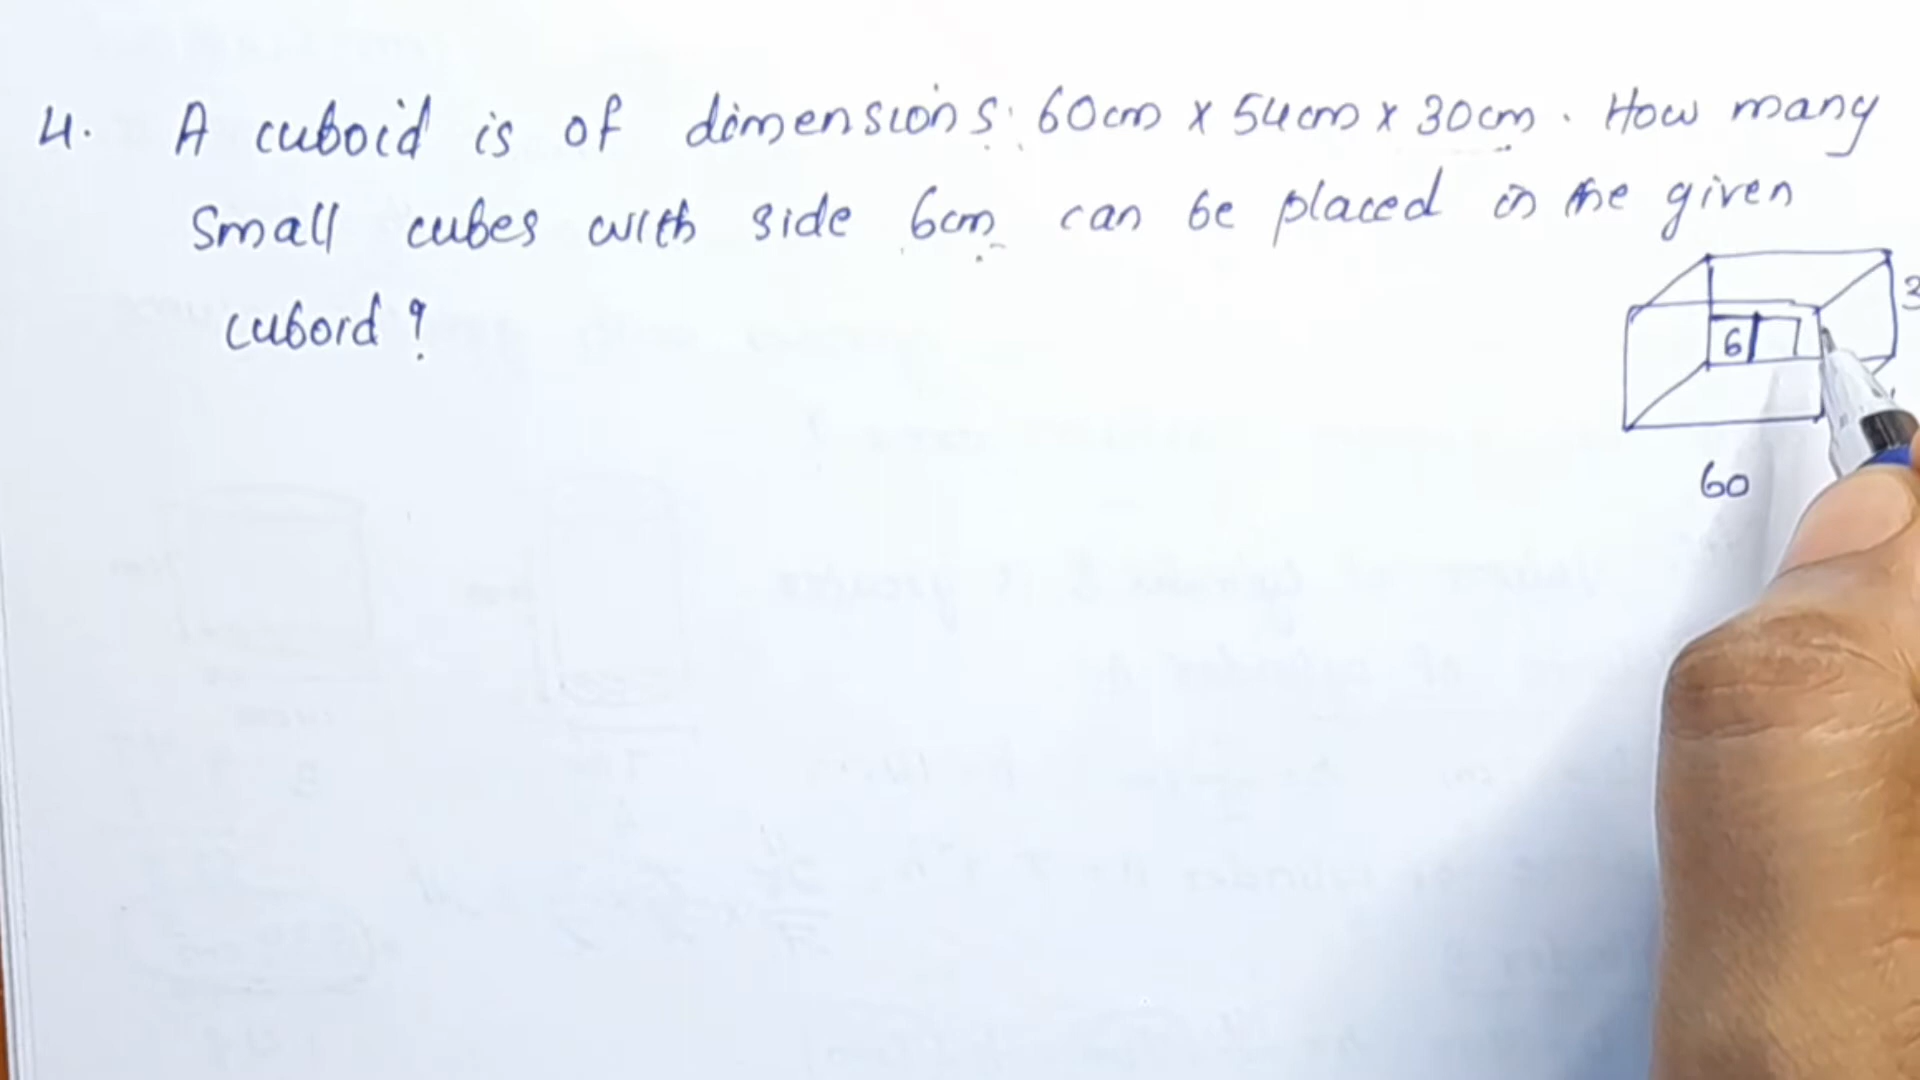 4. A cuboid is of dimensions 60cm x 54cm x 30cm. How many
Small cubes with side 6cm can be placed in the given
cuboid?
6
60